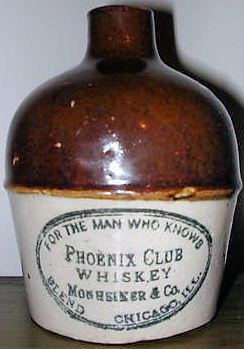 FOR THE MAN WHO KNOWS
PHOENIX CLUB
WHISKEY
MONHEIMER & CO.
BLEND CHICAGO, ILL.